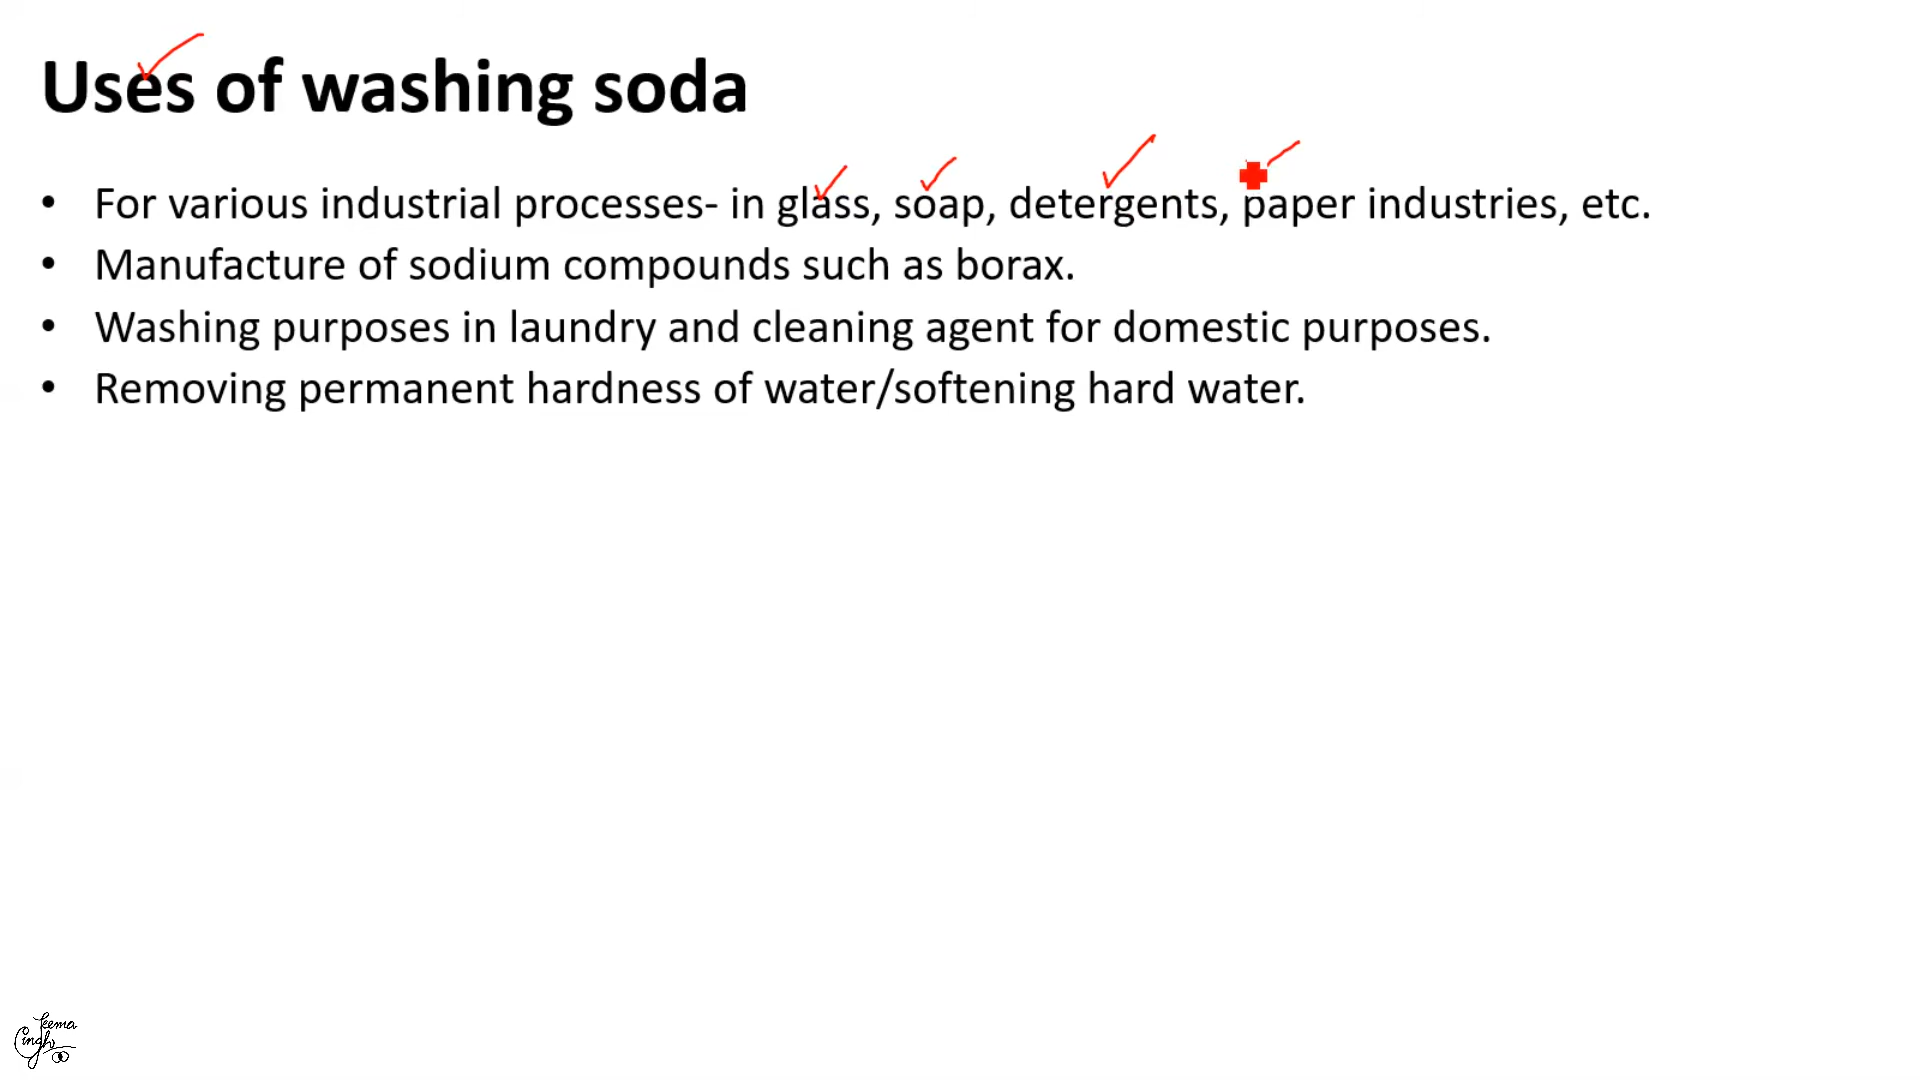 Uses of washing soda
• For various industrial processes- in glass, soap, detergents, paper industries, etc.
• Manufacture of sodium compounds such as borax.
• Washing purposes in laundry and cleaning agent for domestic purposes.
• Removing permanent hardness of water/softening hard water.